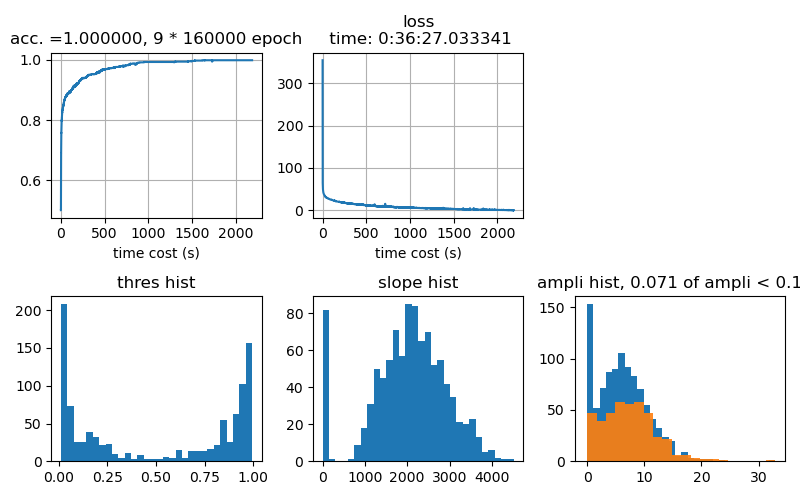 acc. =1.000000, 9 * 160000 epoch
1.0
0.8
0.6
0 500 1000 1500 2000
time cost (s)
loss
time: 0:36:27.033341
300
200
100
0
0 500 1000 1500 2000
time cost (s)
thres hist
200
150
100
50
0
0.00 0.25 0.50 0.75 1.00
slope hist
80
60
40
20
0
0 1000 2000 3000 4000
ampli hist, 0.071 of ampli < 0.1
150
100
50
0
0 10 20 30